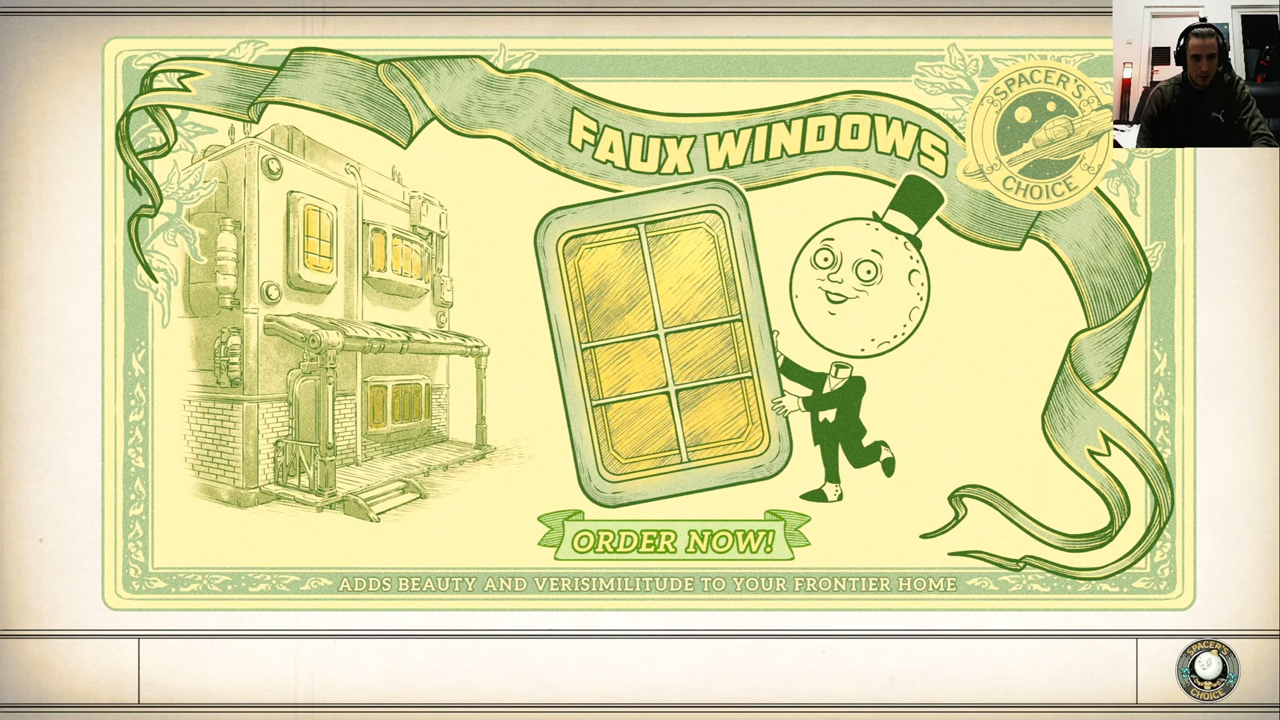 FAUX WINDOWS
SPACER'S
CHOICE
ORDER NOW!
ADDS BEAUTY AND VERISIMILITUDE TO YOUR FRONTIER HOME
SPACER'S
CHOICE